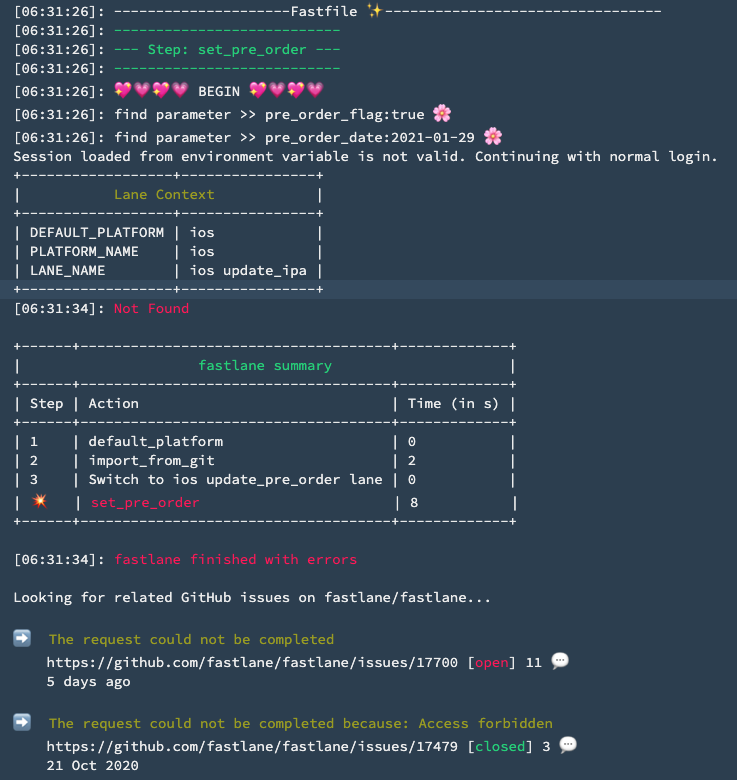 [06:31:26]: ---------------------Fastfile ✨---------------------------------
[06:31:26]: ---------------------------
[06:31:26]: --- Step: set_pre_order ---
[06:31:26]: ---------------------------
[06:31:26]: 💖💗💖💗 BEGIN 💖💗💖💗
[06:31:26]: find parameter >> pre_order_flag:true 🌸
[06:31:26]: find parameter >> pre_order_date:2021-01-29 🌸
Session loaded from environment variable is not valid. Continuing with normal login.
+------------------+----------------+
|           Lane Context            |
+------------------+----------------+
| DEFAULT_PLATFORM | ios            |
| PLATFORM_NAME    | ios            |
| LANE_NAME        | ios update_ipa |
+------------------+----------------+
[06:31:34]: Not Found
+------+-------------------------------------+-------------+
|                     fastlane summary                     |
+------+-------------------------------------+-------------+
| Step | Action                              | Time (in s) |
+------+-------------------------------------+-------------+
| 1    | default_platform                    | 0           |
| 2    | import_from_git                     | 2           |
| 3    | Switch to ios update_pre_order lane | 0           |
| 💥   | set_pre_order                       | 8           |
+------+-------------------------------------+-------------+
[06:31:34]: fastlane finished with errors
Looking for related GitHub issues on fastlane/fastlane...
➡️  The request could not be completed
https://github.com/fastlane/fastlane/issues/17700 [open] 11 💬
5 days ago
➡️  The request could not be completed because: Access forbidden
https://github.com/fastlane/fastlane/issues/17479 [closed] 3 💬
21 Oct 2020